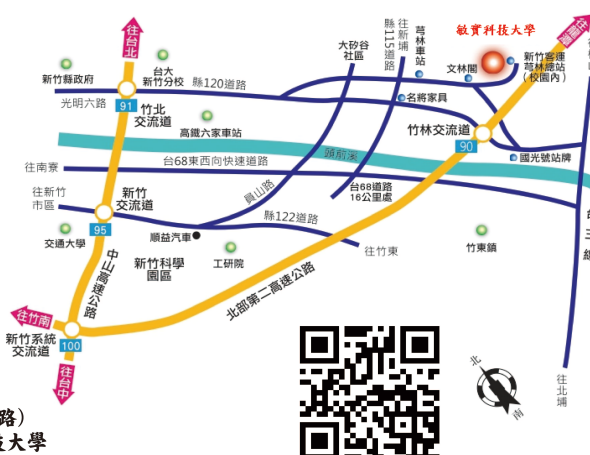 敏實科技大學
往台北
往龍潭
往新埔
縣115道路
芎林車站
大矽谷
社區
文林閣
新竹客運
芎林總站
(校園內)
新竹縣政府
台大
新竹分校
縣120道路
光明六路
91
竹北
交流道
名將家具
竹林交流道
90
高鐵六家車站
頭前溪
國光號站牌
往南寮
台68東西向快速道路
台68道路
16公里處
員山路
往新竹
市區
新竹
交流道
95
縣122道路
順益汽車
交通大學
中山高速公路
新竹科學
園區
工研院
往竹東
竹東鎮
台
三
線
北部第二高速公路
往竹南
新竹系統
交流道
100
往台中
北
南
往北埔
路)
技大學